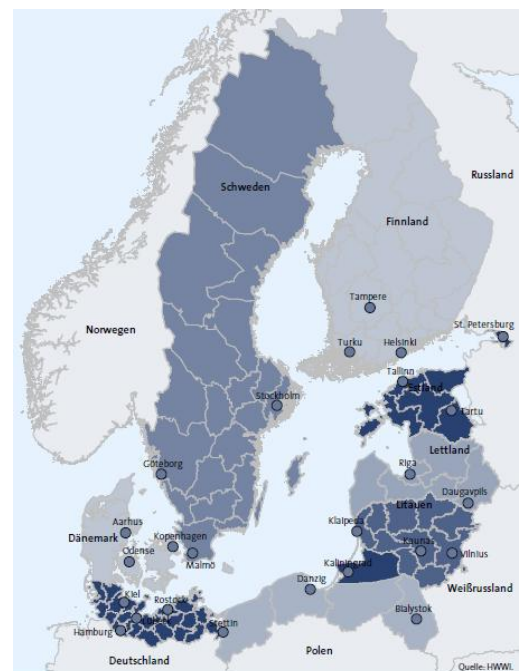 Schweden
Russland
Finnland
Tampere
Norwegen
St. Petersburg
Turku
Helsinki
Tallinn
Estland
Stockholm
Tartu
Lettland
Göteborg
Riga
Daugavpils
Litauen
Aarhus
Klaipeda
Dänemark
Kopenhagen
Kaunas
Odense
Malmö
Vilnius
Kaliningrad
Kiel
Danzig
Weißrussland
Rostock
Bialystok
Hamburg
Stettin
Polen
Deutschland
Quelle: HWWI.